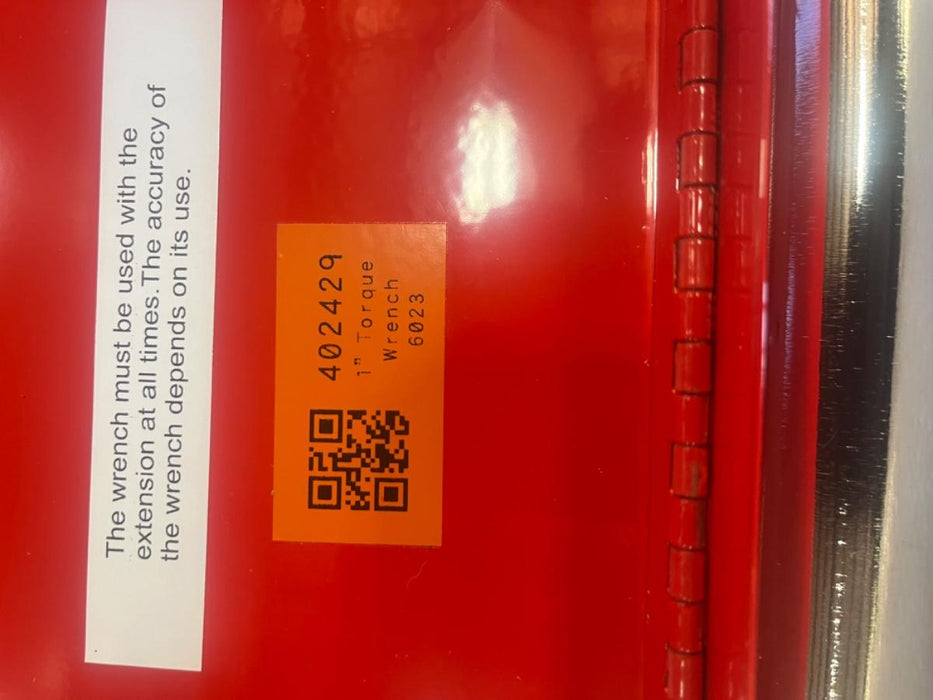 The wrench must be used with the
extension at all times. The accuracy of
the wrench depends on its use.
402429
1" Torque
Wrench
6023